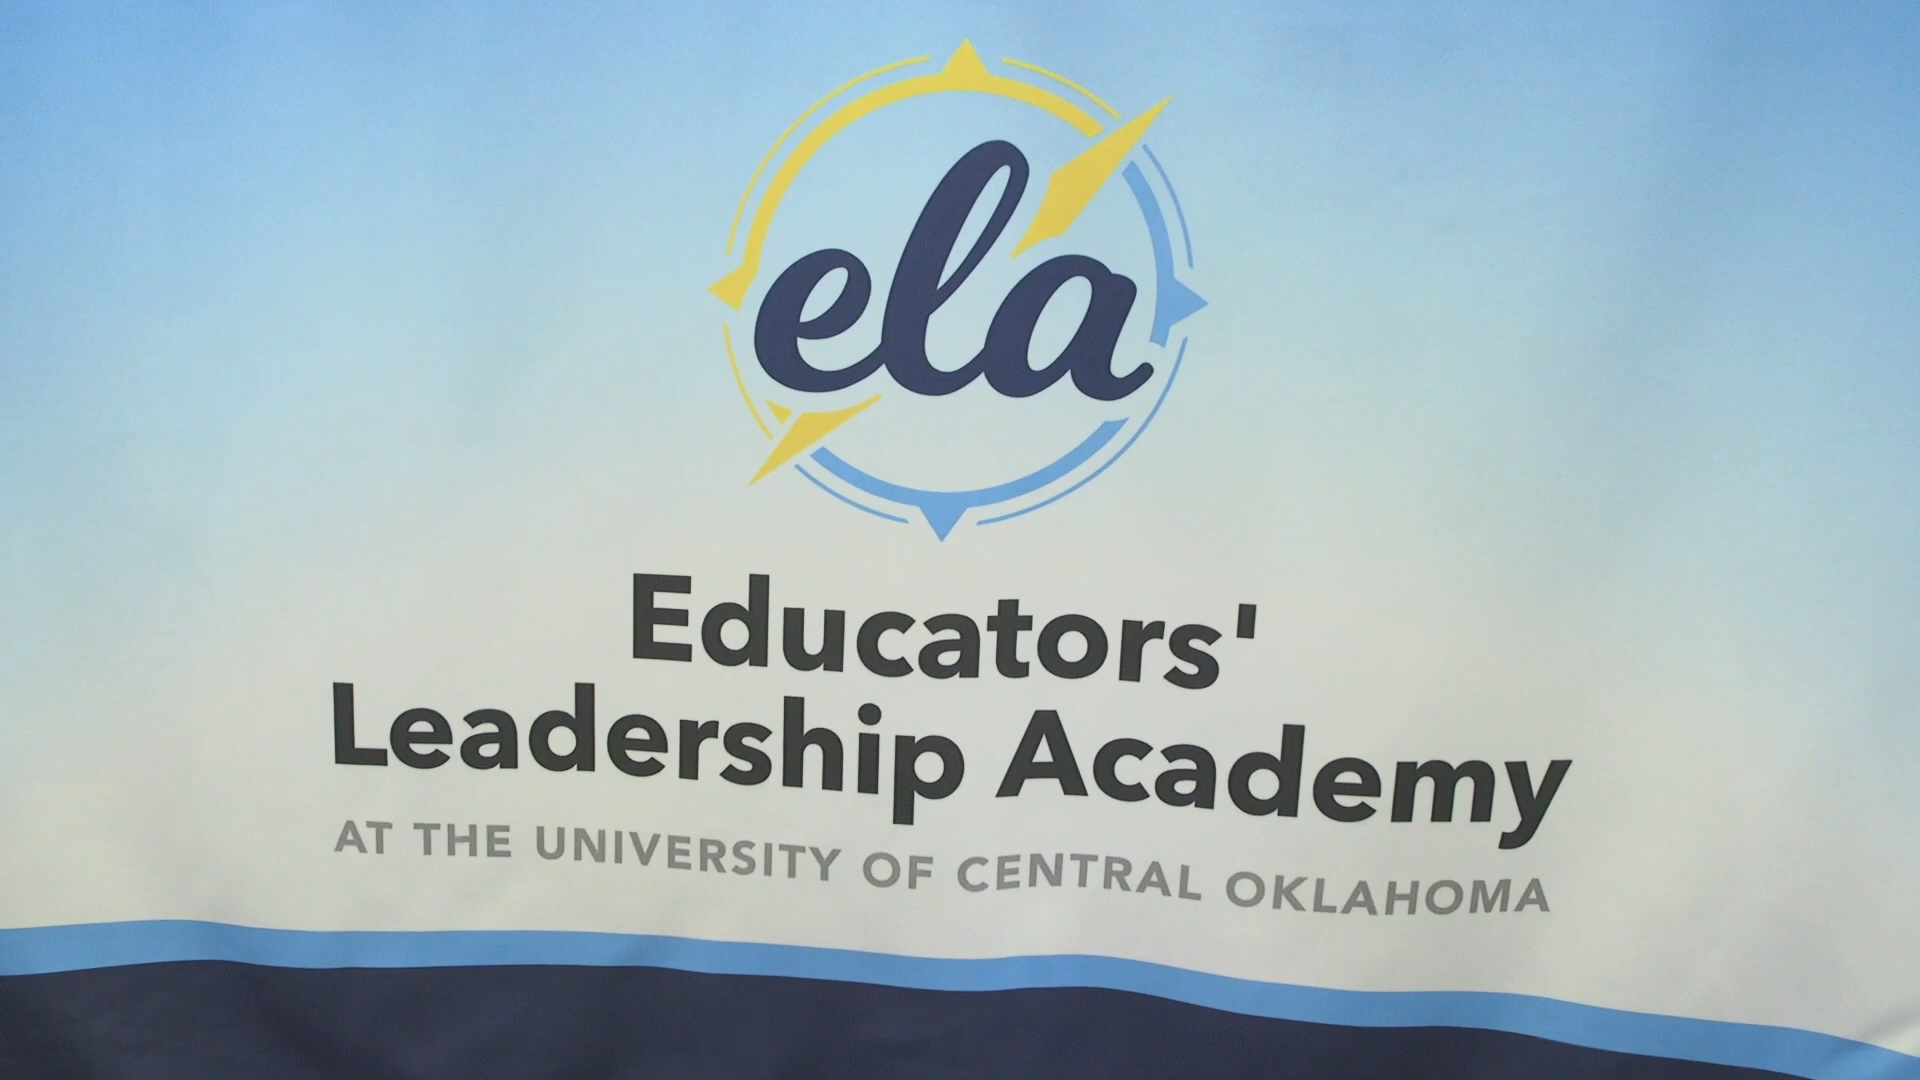 ela
Educators'
Leadership Academy
AT THE UNIVERSITY OF CENTRAL OKLAHOMA